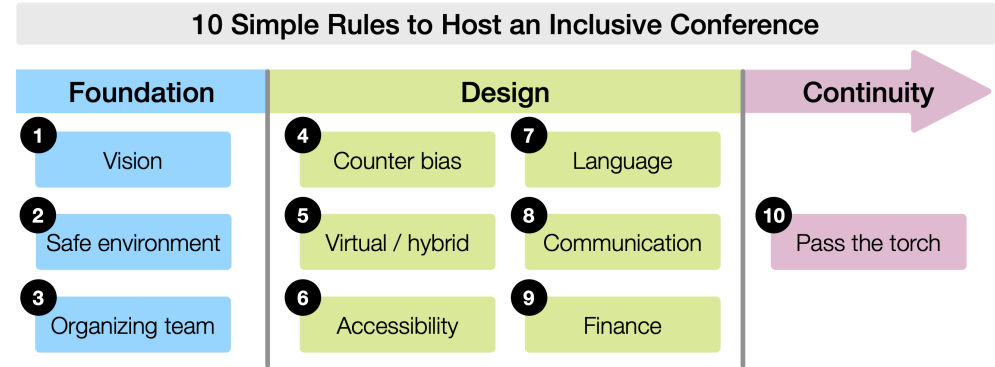 10 Simple Rules to Host an Inclusive Conference
Foundation
1
Vision
2
Safe environment
3
Organizing team
Design
4
Counter bias
5
Virtual / hybrid
6
Accessibility
7
Language
8
Communication
9
Finance
Continuity
10
Pass the torch